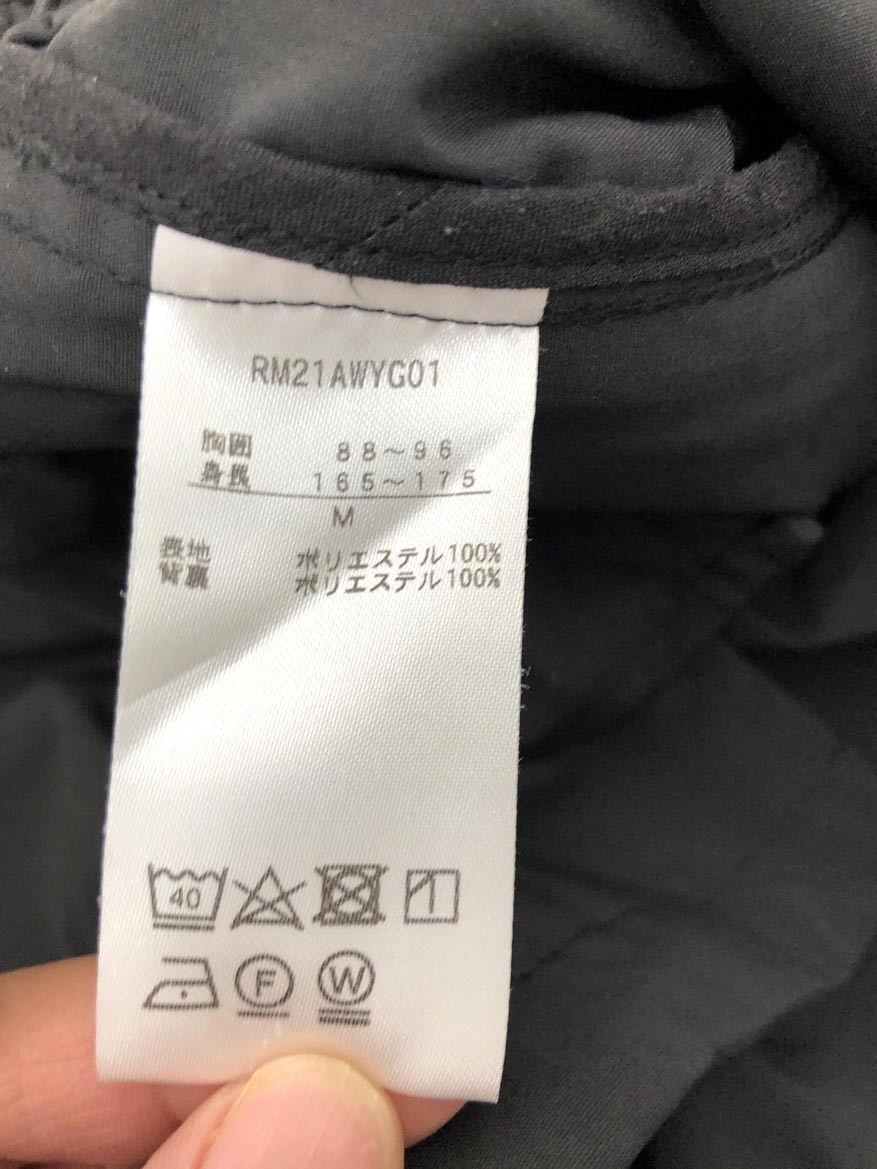 RM21AWYG01
胸囲 88～96
身長 165～175
M
表地 ポリエステル100%
背裏 ポリエステル100%
40
F W